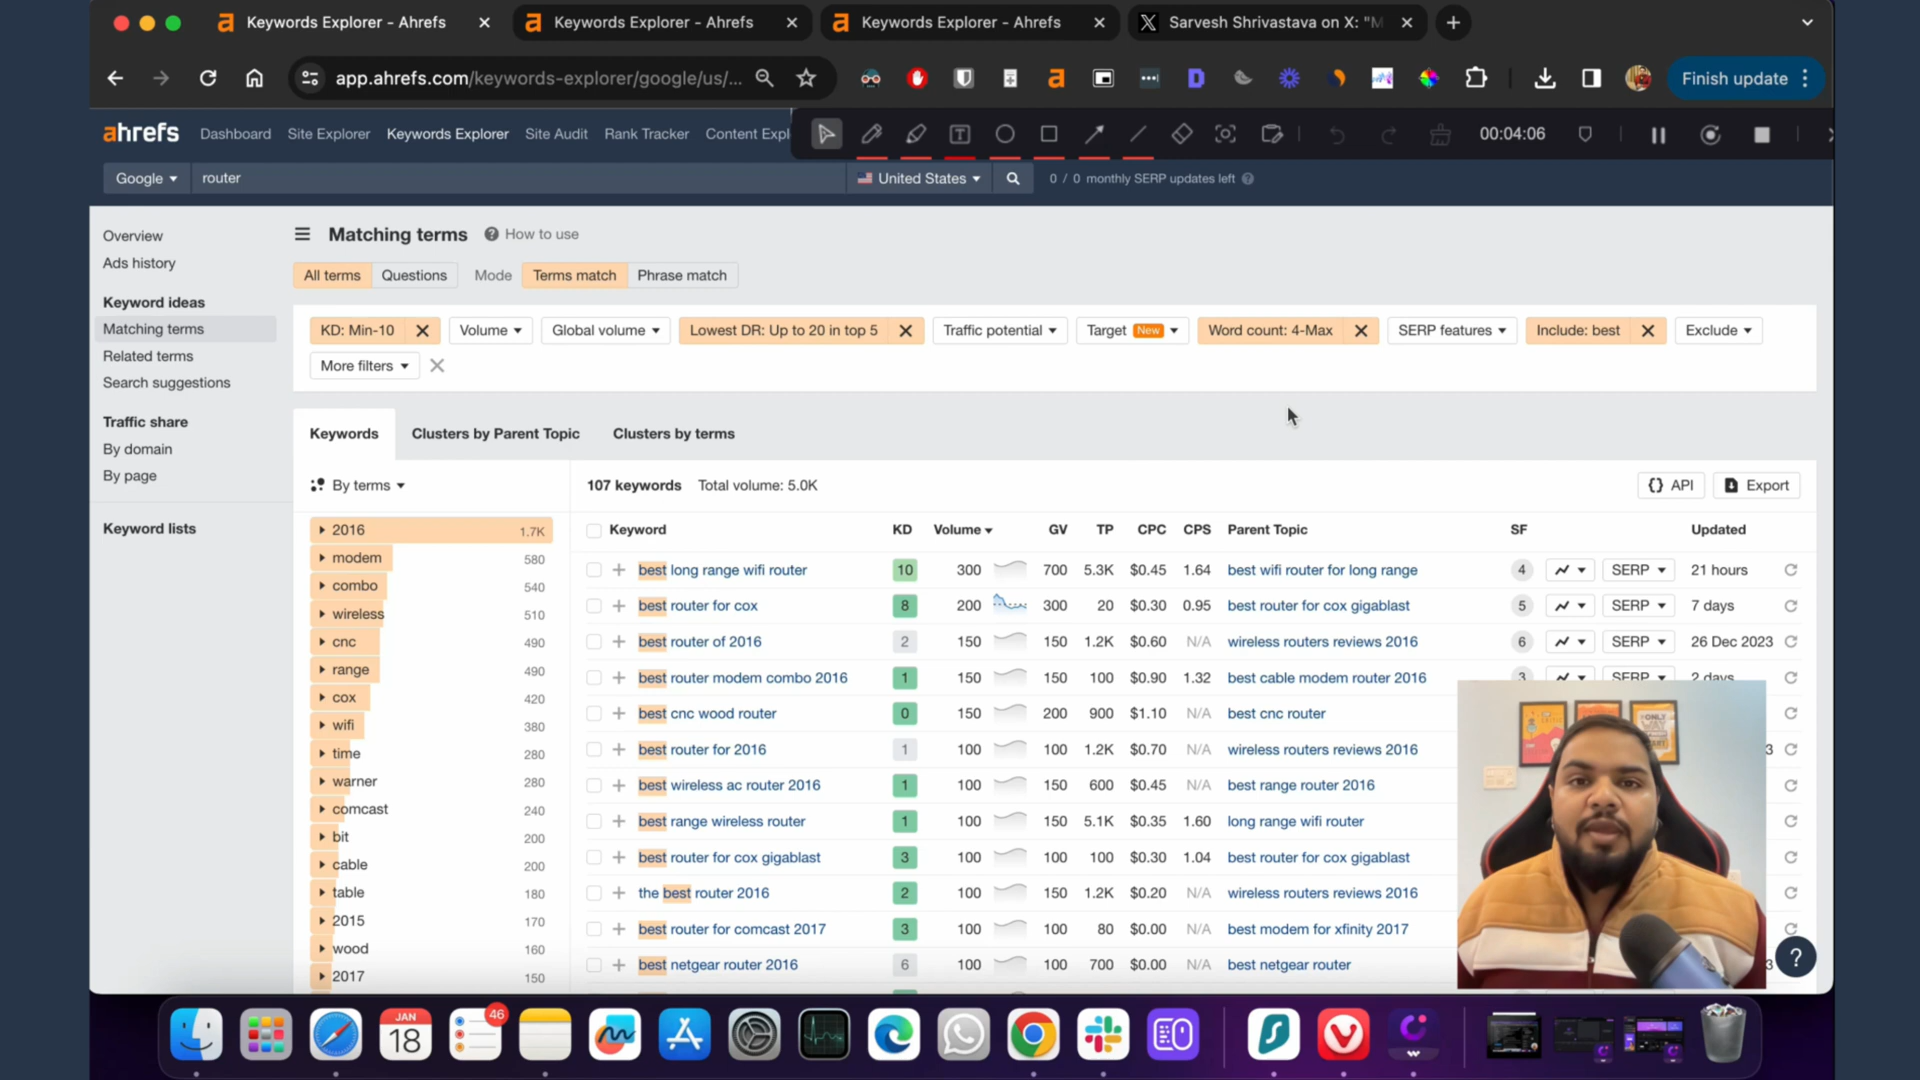 Keywords Explorer - Ahrefs
Keywords Explorer - Ahrefs
Keywords Explorer - Ahrefs
Sarvesh Shrivastava on X: "M
app.ahrefs.com/keywords-explorer/google/us/...
Finish update
ahrefs Dashboard Site Explorer Keywords Explorer Site Audit Rank Tracker Content Expl
00:04:06
Google router United States 0 / 0 monthly SERP updates left
Overview
Ads history
Keyword ideas
Matching terms
Related terms
Search suggestions
Traffic share
By domain
By page
Keyword lists
Matching terms How to use
All terms Questions Mode Terms match Phrase match
KD: Min-10 Volume Global volume Lowest DR: Up to 20 in top 5 Traffic potential Target New Word count: 4-Max SERP features Include: best Exclude
More filters
Keywords Clusters by Parent Topic Clusters by terms
By terms
2016 1.7K
modem 580
combo 540
wireless 510
cnc 490
range 490
cox 420
wifi 380
time 280
warner 280
comcast 240
bit 200
cable 200
table 180
2015 170
wood 160
2017 150
107 keywords Total volume: 5.0K API Export
Keyword KD Volume GV TP CPC CPS Parent Topic SF Updated
best long range wifi router 10 300 700 5.3K $0.45 1.64 best wifi router for long range 4 SERP 21 hours
best router for cox 8 200 300 20 $0.30 0.95 best router for cox gigablast 5 SERP 7 days
best router of 2016 2 150 150 1.2K $0.60 N/A wireless routers reviews 2016 6 SERP 26 Dec 2023
best router modem combo 2016 1 150 150 100 $0.90 1.32 best cable modem router 2016 3 SERP 2 days
best cnc wood router 0 150 200 900 $1.10 N/A best cnc router
best router for 2016 1 100 100 1.2K $0.70 N/A wireless routers reviews 2016 3
best wireless ac router 2016 1 100 100 600 $0.45 N/A best range router 2016
best range wireless router 1 100 100 5.1K $0.35 1.60 long range wifi router
best router for cox gigablast 3 100 100 100 $0.30 1.04 best router for cox gigablast
the best router 2016 2 100 150 1.2K $0.20 N/A wireless routers reviews 2016
best router for comcast 2017 3 100 100 80 $0.00 N/A best modem for xfinity 2017
best netgear router 2016 6 100 100 700 $0.00 N/A best netgear router 3
?
46
JAN
18